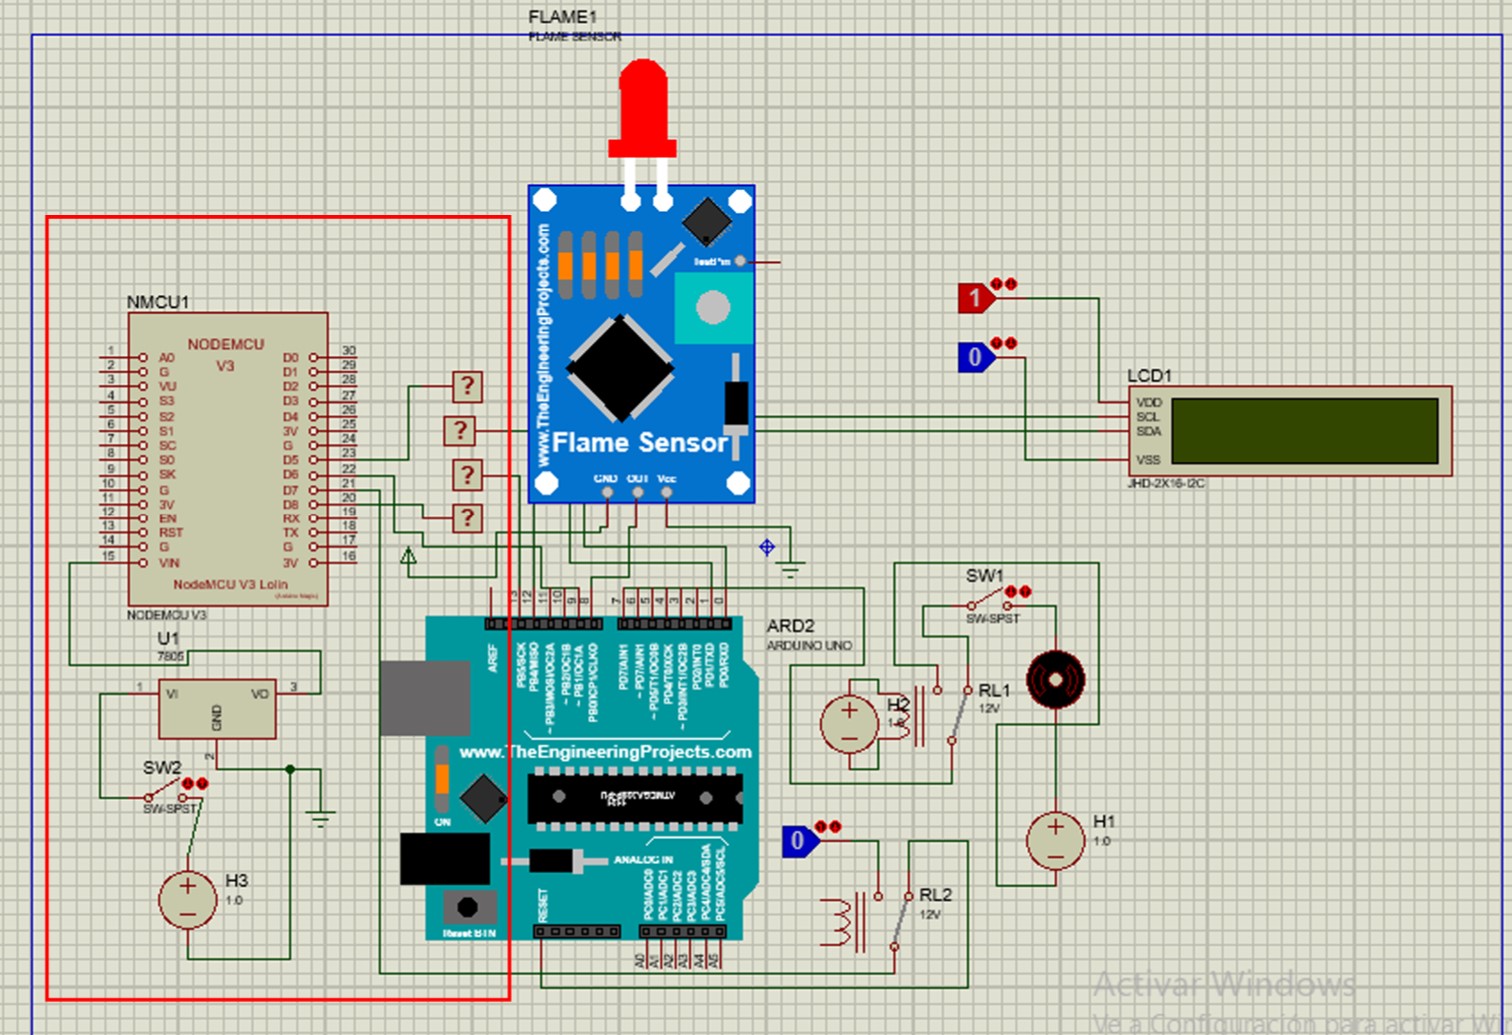 FLAME1
FLAME SENSOR
www.TheEngineeringProjects.com
Flame Sensor
GND OUT Vcc
NMCU1
NODEMCU
V3
1 A0 D0 30
2 G D1 29
3 VU D2 28
4 S3 D3 27
5 S2 D4 26
6 S1 3V 25
7 SC G 24
8 S0 D5 23
9 SK D6 22
10 G D7 21
11 3V D8 20
12 EN RX 19
13 RST TX 18
14 G G 17
15 VIN 3V 16
NodeMCU V3 Lolin
NODEMCU V3
?
?
?
?
1
0
LCD1
VDD
SCL
SDA
VSS
JHD-2X16-I2C
U1
7805
1 VI VO 3
GND
2
SW2
SW-SPST
H3
1.0
13 12 11 10 9 8 7 6 5 4 3 2 1 0
ARD2
ARDUINO UNO
AREF
PB5/SCK
PB4/MISO
~ PB3/MOSI/OC2A
~ PB2/OC1B
~ PB1/OC1A
PB0/ICP1/CLKO
PD7/AIN1
~ PD5/T1/OC0B
PD4/T0/XCK
~ PD3/INT1/OC2B
PD2/INT0
PD1/TXD
PD0/RXD
www.TheEngineeringProjects.com
ON
ANALOG IN
RESET
PC0/ADC0
PC1/ADC1
PC2/ADC2
PC3/ADC3
PC4/ADC4/SDA
PC5/ADC5/SCL
Reset BTN
A0 A1 A2 A3 A4 A5
SW1
SW-SPST
H2
RL1
12V
H1
1.0
0
RL2
12V
Activar Windows
Ve a Configuración para activar